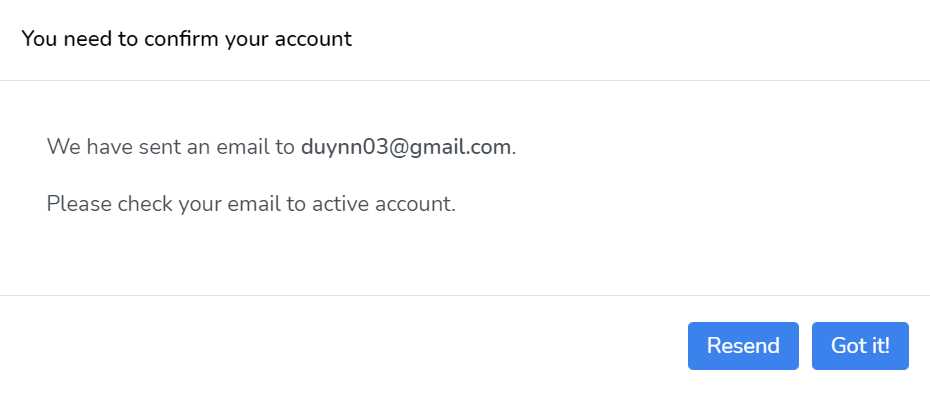 You need to confirm your account
We have sent an email to duynn03@gmail.com.
Please check your email to active account.
Resend
Got it!